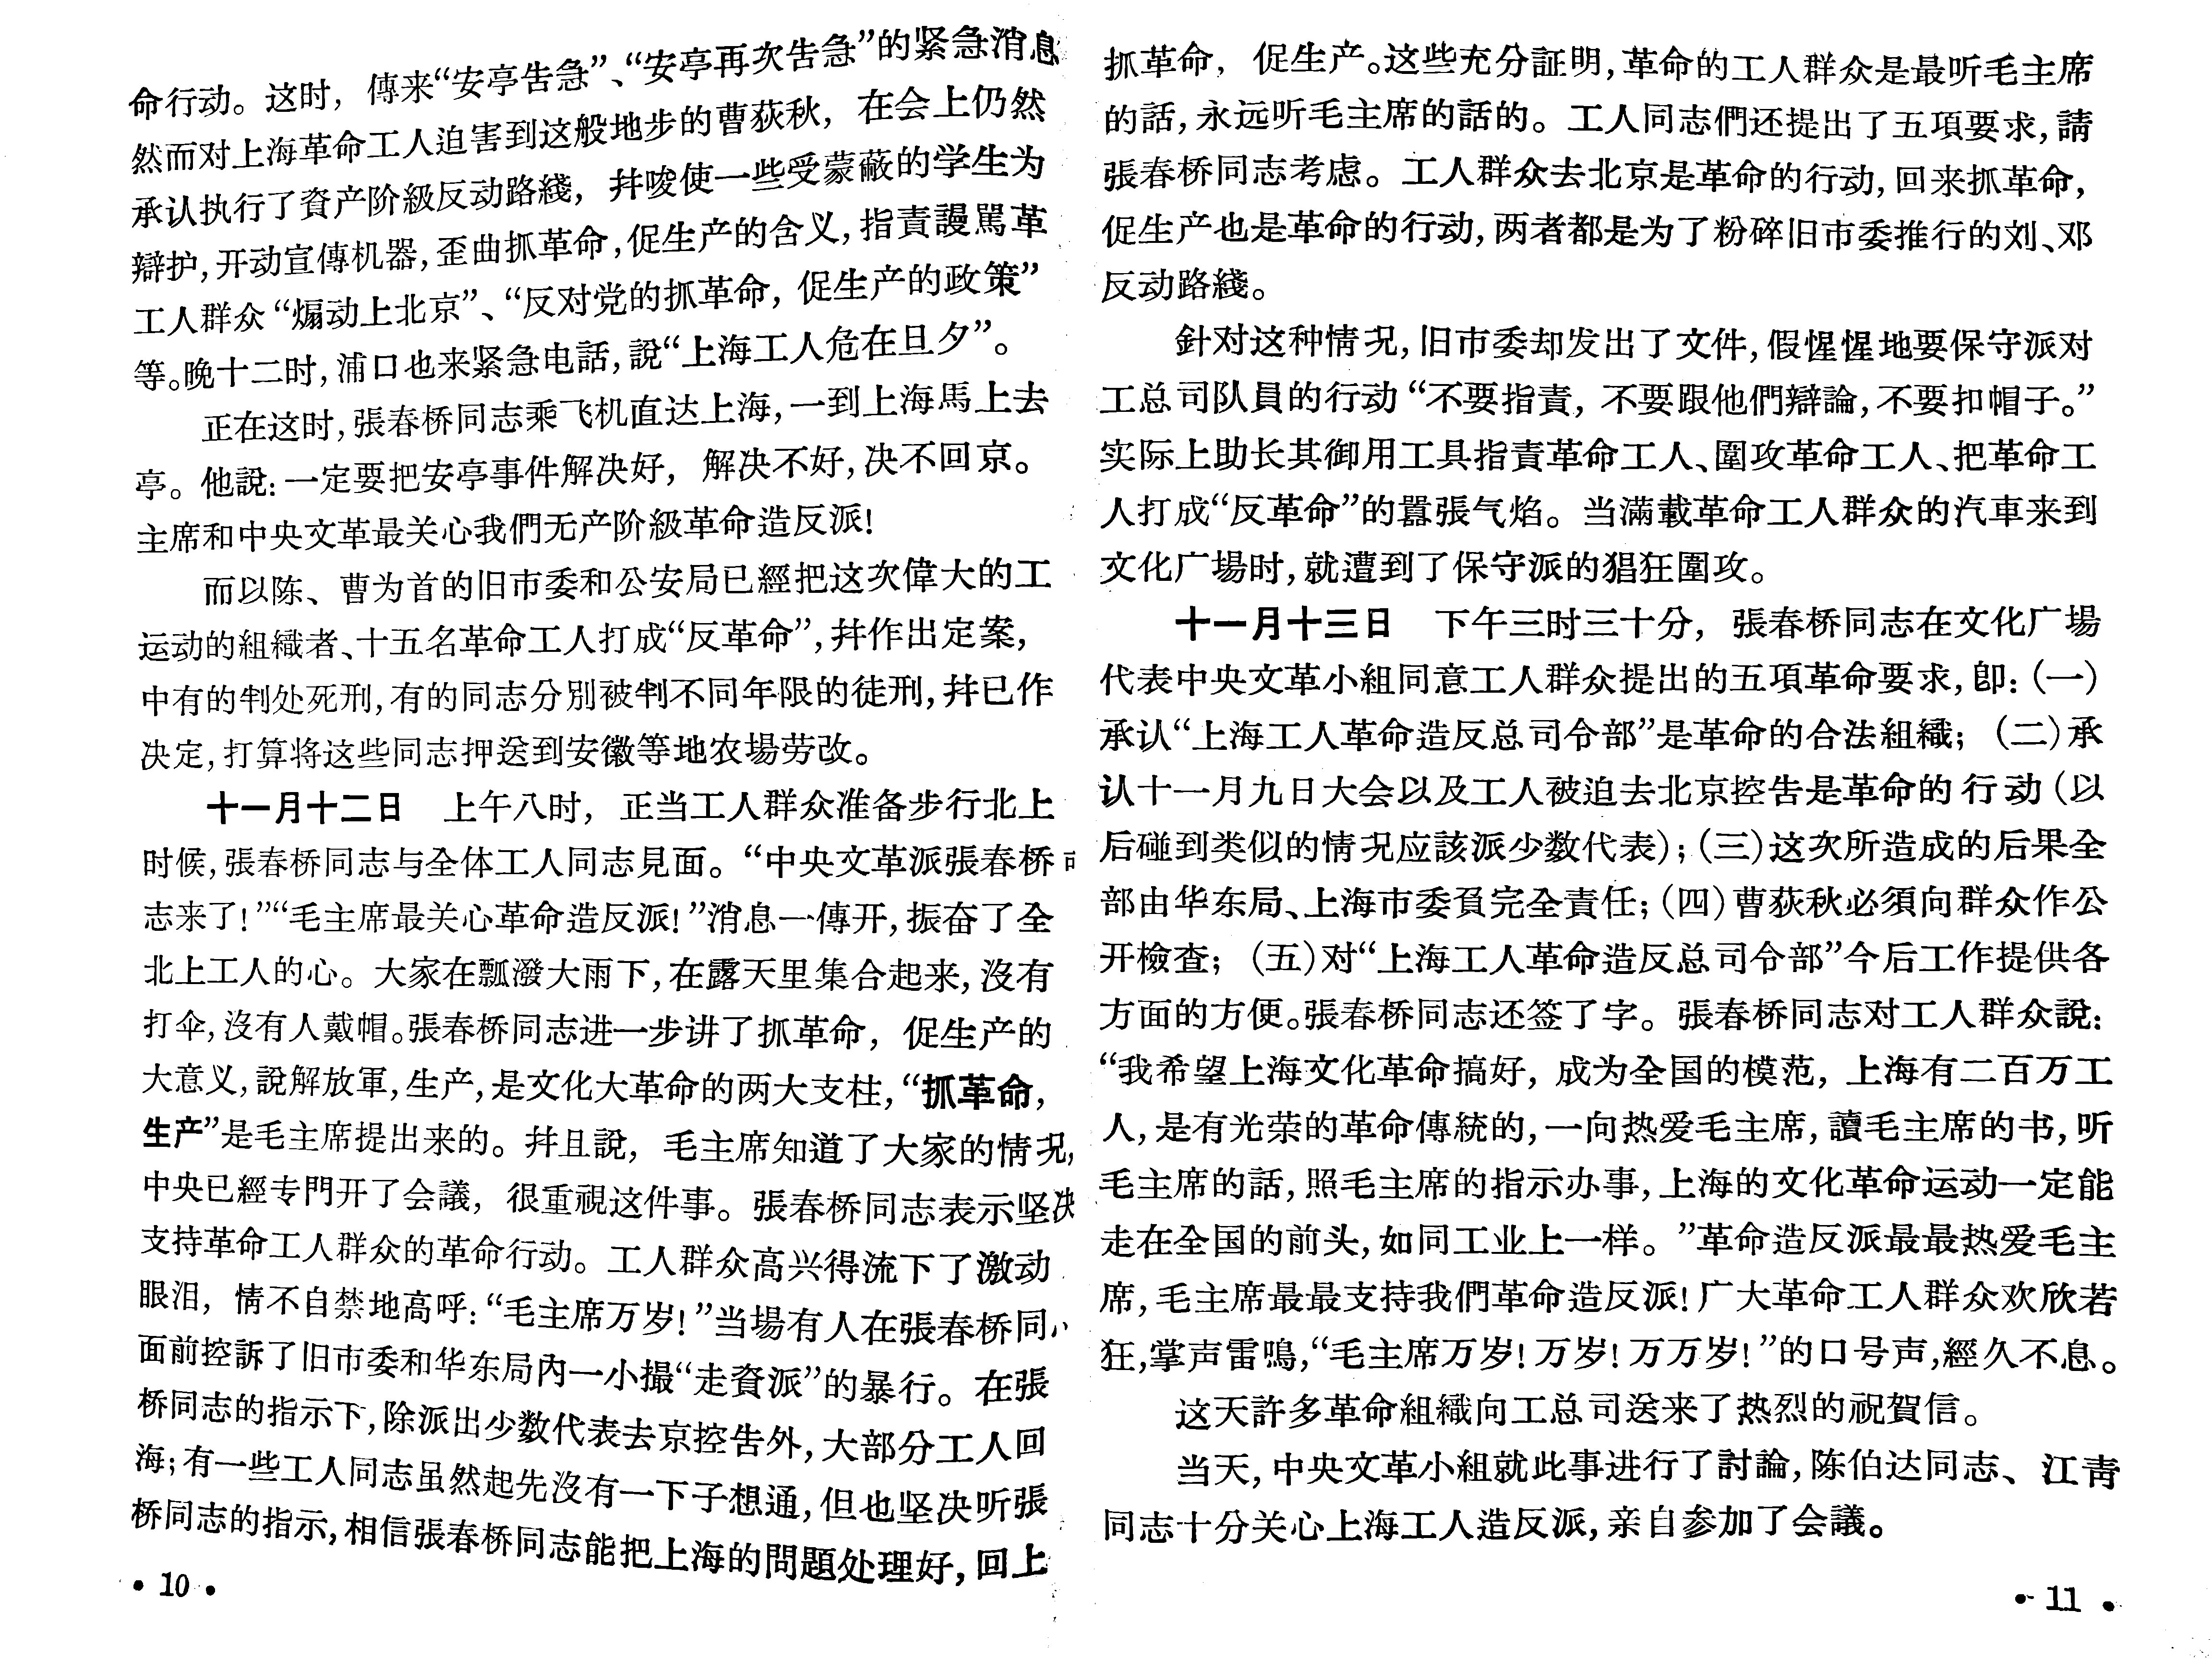 命行动。这时，傳来“安亭告急”、“安亭再次告急”的紧急消息
然而对上海革命工人迫害到这般地步的曹荻秋，在会上仍然
承认执行了資产阶級反动路綫，幷唆使一些受蒙蔽的学生为
辯护，开动宣傳机器，歪曲抓革命，促生产的含义，指責謾駡革
工人群众“煽动上北京”、“反对党的抓革命，促生产的政策”
等。晚十二时，浦口也来紧急电話，說“上海工人危在旦夕”。
正在这时，張春桥同志乘飞机直达上海，一到上海馬上去
亭。他說：一定要把安亭事件解决好，解决不好，决不回京。
主席和中央文革最关心我們无产阶級革命造反派！
而以陈、曹为首的旧市委和公安局已經把这次偉大的工
运动的組織者、十五名革命工人打成“反革命”，幷作出定案，
中有的判处死刑，有的同志分別被判不同年限的徒刑，幷已作
决定，打算将这些同志押送到安徽等地农場劳改。
十一月十二日　上午八时，正当工人群众准备步行北上
时候，張春桥同志与全体工人同志見面。“中央文革派張春桥
志来了！”“毛主席最关心革命造反派！”消息一傳开，振奋了全
北上工人的心。大家在瓢潑大雨下，在露天里集合起来，沒有
打伞，沒有人戴帽。張春桥同志进一步讲了抓革命，促生产的
大意义，說解放軍，生产，是文化大革命的两大支柱，“抓革命，
生产”是毛主席提出来的。幷且說，毛主席知道了大家的情况，
中央已經专門开了会議，很重視这件事。張春桥同志表示坚决
支持革命工人群众的革命行动。工人群众高兴得流下了激动
眼泪，情不自禁地高呼：“毛主席万岁！”当場有人在張春桥同
面前控訴了旧市委和华东局內一小撮“走資派”的暴行。在張
桥同志的指示下，除派出少数代表去京控告外，大部分工人回
海；有一些工人同志虽然起先沒有一下子想通，但也坚决听張
桥同志的指示，相信張春桥同志能把上海的問題处理好，回上
• 10 •
抓革命，促生产。这些充分証明，革命的工人群众是最听毛主席
的話，永远听毛主席的話的。工人同志們还提出了五項要求，請
張春桥同志考虑。工人群众去北京是革命的行动，回来抓革命，
促生产也是革命的行动，两者都是为了粉碎旧市委推行的刘、邓
反动路綫。
針对这种情况，旧市委却发出了文件，假惺惺地要保守派对
工总司队員的行动“不要指責，不要跟他們辯論，不要扣帽子。”
实际上助长其御用工具指責革命工人、圍攻革命工人、把革命工
人打成“反革命”的囂張气焰。当滿載革命工人群众的汽車来到
文化广場时，就遭到了保守派的猖狂圍攻。
十一月十三日　下午三时三十分，張春桥同志在文化广場
代表中央文革小組同意工人群众提出的五項革命要求，卽：（一）
承认“上海工人革命造反总司令部”是革命的合法組織；（二）承
认十一月九日大会以及工人被迫去北京控告是革命的行动（以
后碰到类似的情况应該派少数代表）；（三）这次所造成的后果全
部由华东局、上海市委負完全責任；（四）曹荻秋必須向群众作公
开檢查；（五）对“上海工人革命造反总司令部”今后工作提供各
方面的方便。張春桥同志还签了字。張春桥同志对工人群众說：
“我希望上海文化革命搞好，成为全国的模范，上海有二百万工
人，是有光荣的革命傳統的，一向热爱毛主席，讀毛主席的书，听
毛主席的話，照毛主席的指示办事，上海的文化革命运动一定能
走在全国的前头，如同工业上一样。”革命造反派最最热爱毛主
席，毛主席最最支持我們革命造反派！广大革命工人群众欢欣若
狂，掌声雷鳴，“毛主席万岁！万岁！万万岁！”的口号声，經久不息。
这天許多革命組織向工总司送来了热烈的祝賀信。
当天，中央文革小組就此事进行了討論，陈伯达同志、江靑
同志十分关心上海工人造反派，亲自参加了会議。
• 11 •